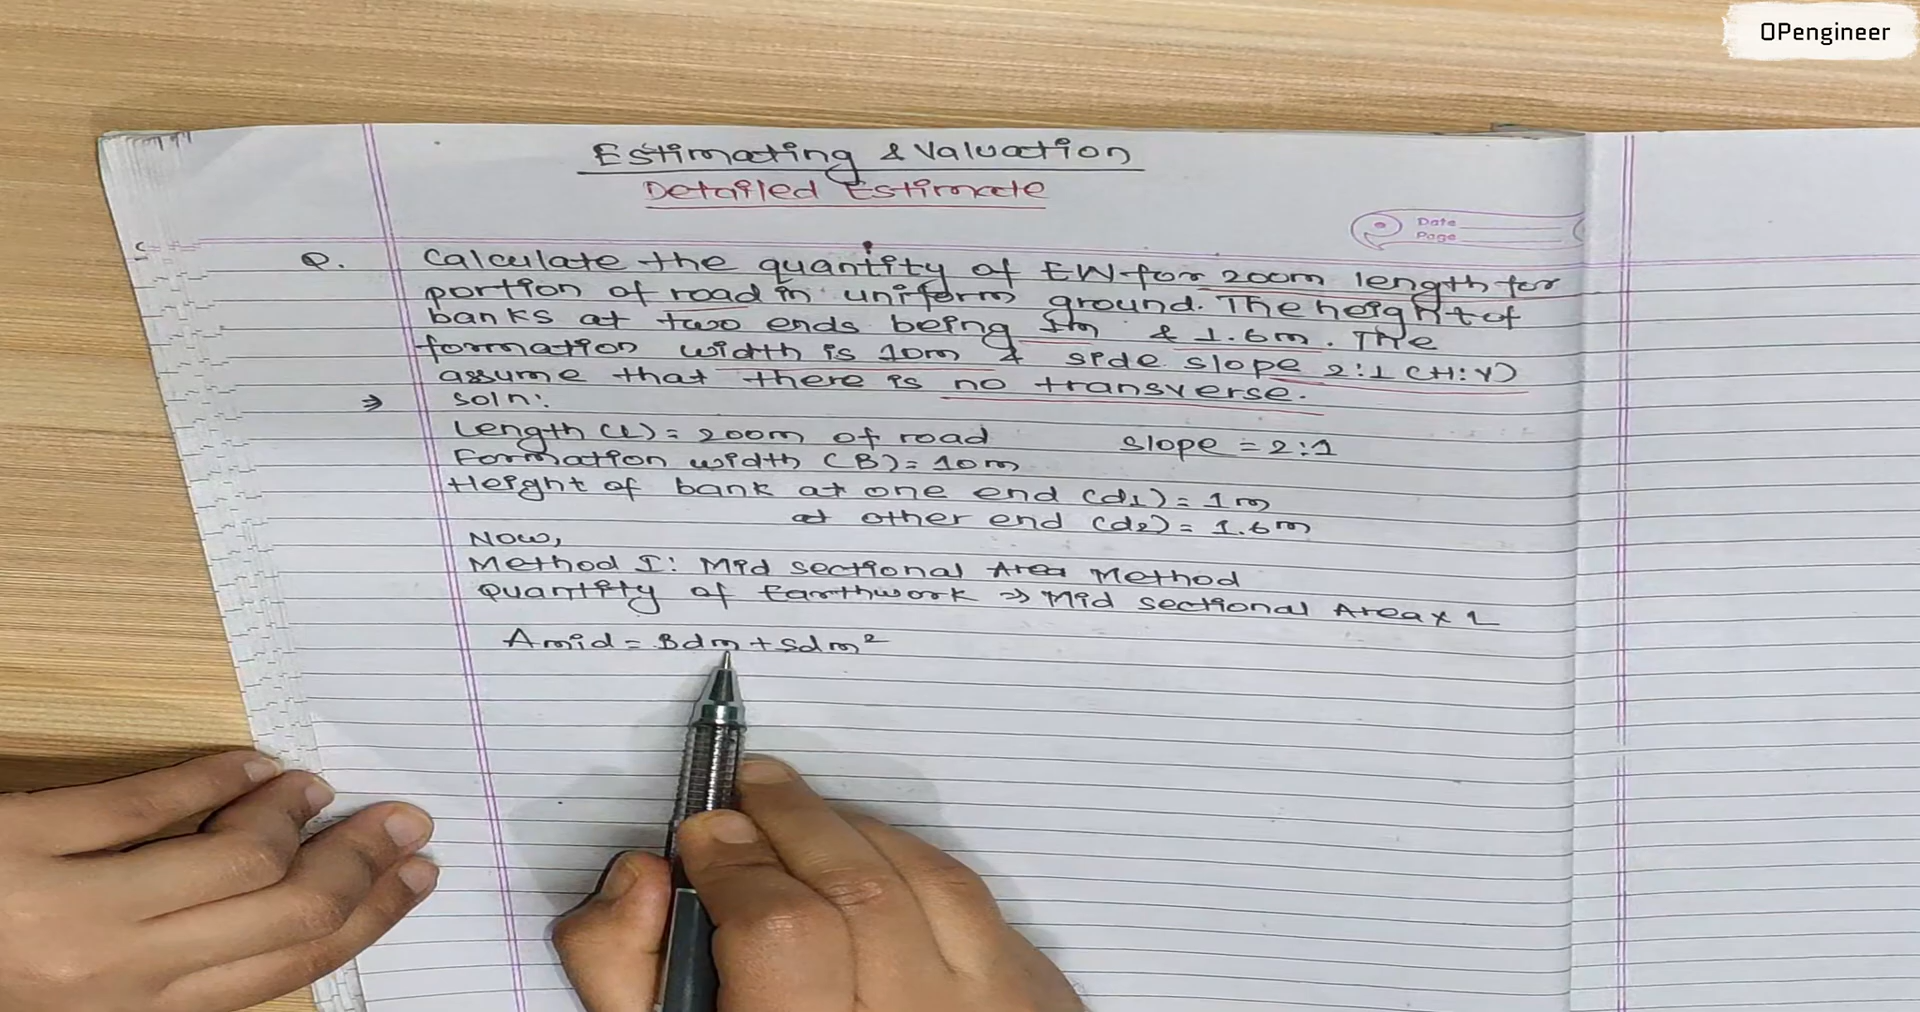 OPengineer
Estimating & Valuation
Detailed Estimate
Date
Page
Q. Calculate the quantity of EW for 200m length for
portion of road in uniform ground. The height of
banks at two ends being 1m & 1.6m. The
formation width is 10m & side slope 2:1 (H:V)
assume that there is no transverse.
⇒ Soln:
Length (L) = 200m of road Slope = 2:1
Formation width (B) = 10m
Height of bank at one end (d1) = 1m
at other end (d2) = 1.6m
Now,
Method I: Mid sectional Area Method
Quantity of Earthwork ⇒ Mid sectional Area x L
Amid = Bdm + Sdm²